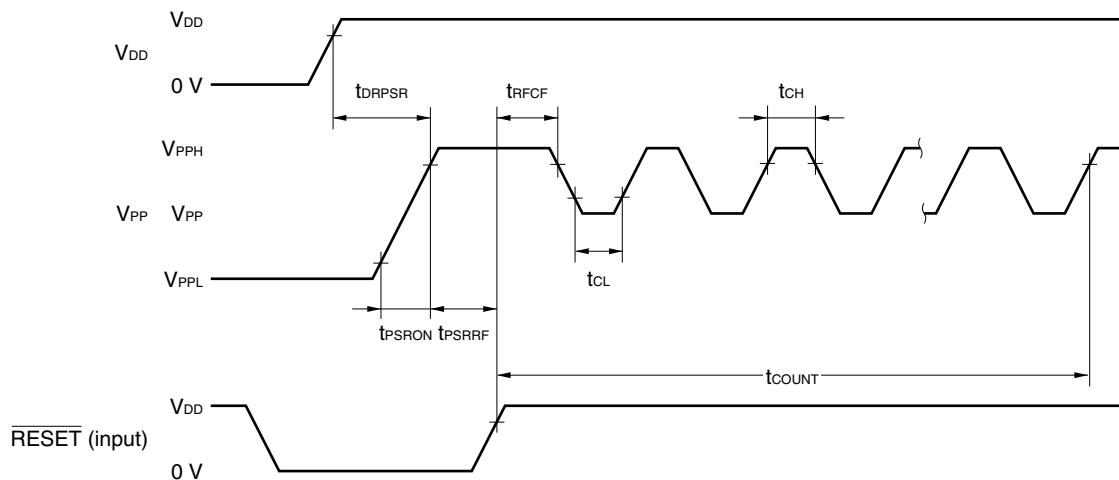 VDD
VDD
0 V
tDRPSR
tRFCF
tCH
VPPH
VPP VPP
VPPL
tCL
tPSRON tPSRRF
tCOUNT
VDD
RESET (input)
0 V